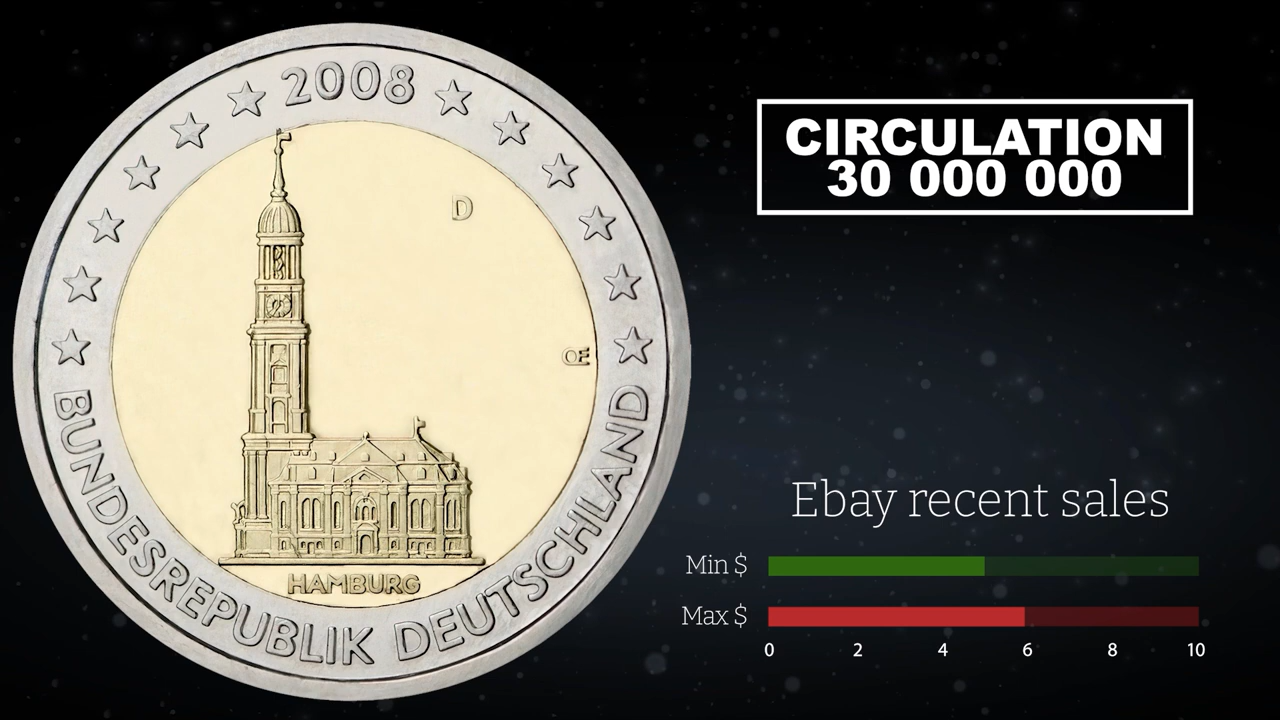 2008
D
Œ
HAMBURG
BUNDESREPUBLIK DEUTSCHLAND
CIRCULATION
30 000 000
Ebay recent sales
Min $
Max $
0 2 4 6 8 10